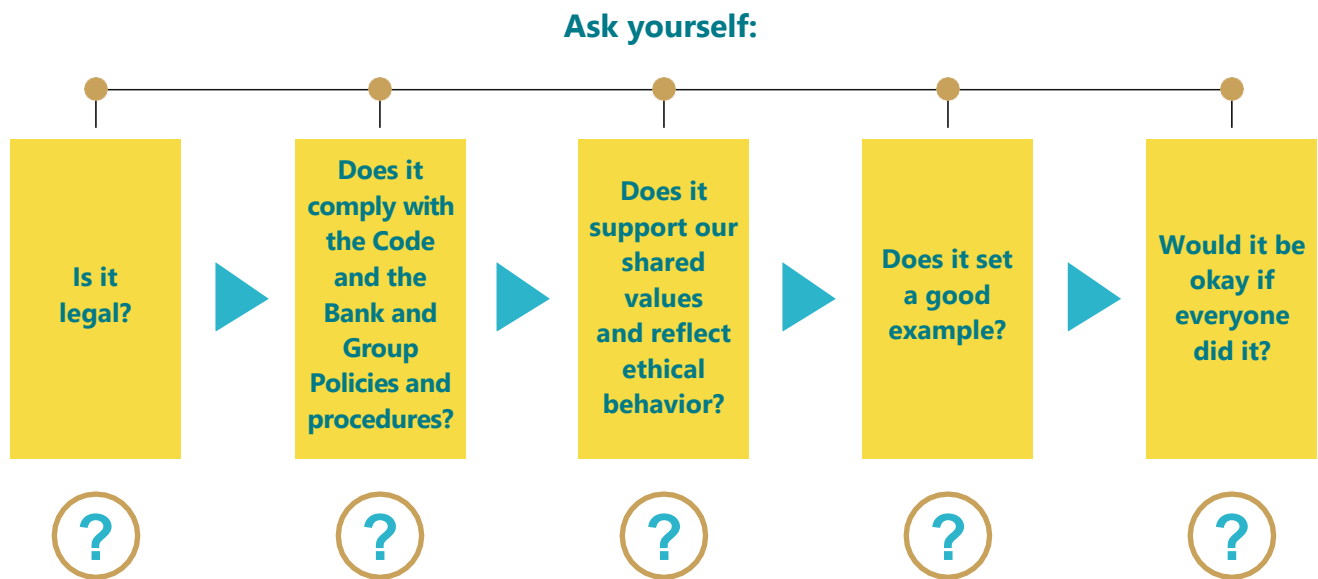 Ask yourself:
Is it
legal?
Does it
comply with
the Code
and the
Bank and
Group
Policies and
procedures?
Does it
support our
shared
values
and reflect
ethical
behavior?
Does it set
a good
example?
Would it be
okay if
everyone
did it?
?
?
?
?
?